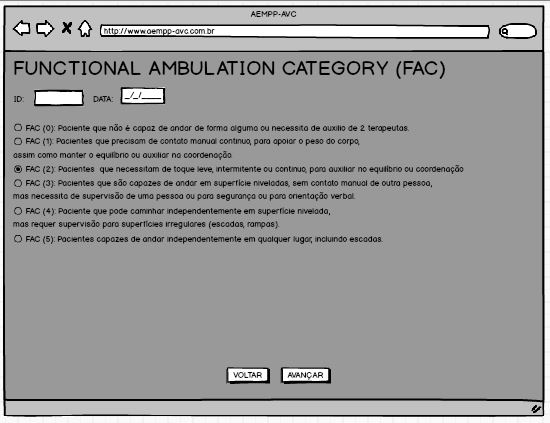 AEMPP-AVC
http://www.aempp-avc.com.br
FUNCTIONAL AMBULATION CATEGORY (FAC)
ID: DATA: _/_/___
FAC (0): Paciente que não é capaz de andar de forma alguma ou necessita de auxilio de 2 terapeutas.
FAC (1): Pacientes que precisam de contato manual continuo, para apoiar o peso do corpo,
assim como manter o equilíbrio ou auxiliar na coordenação.
FAC (2): Pacientes que necessitam de toque leve, intermitente ou continuo, para auxiliar no equilíbrio ou coordenação
FAC (3): Pacientes que são capazes de andar em superfície niveladas, sem contato manual de outra pessoa,
mas necessita de supervisão de uma pessoa ou para segurança ou para orientação verbal.
FAC (4): Paciente que pode caminhar independentemente em superfície nivelada,
mas requer supervisão para superfícies irregulares (escadas, rampas).
FAC (5): Pacientes capazes de andar independentemente em qualquer lugar, incluindo escadas.
VOLTAR AVANÇAR